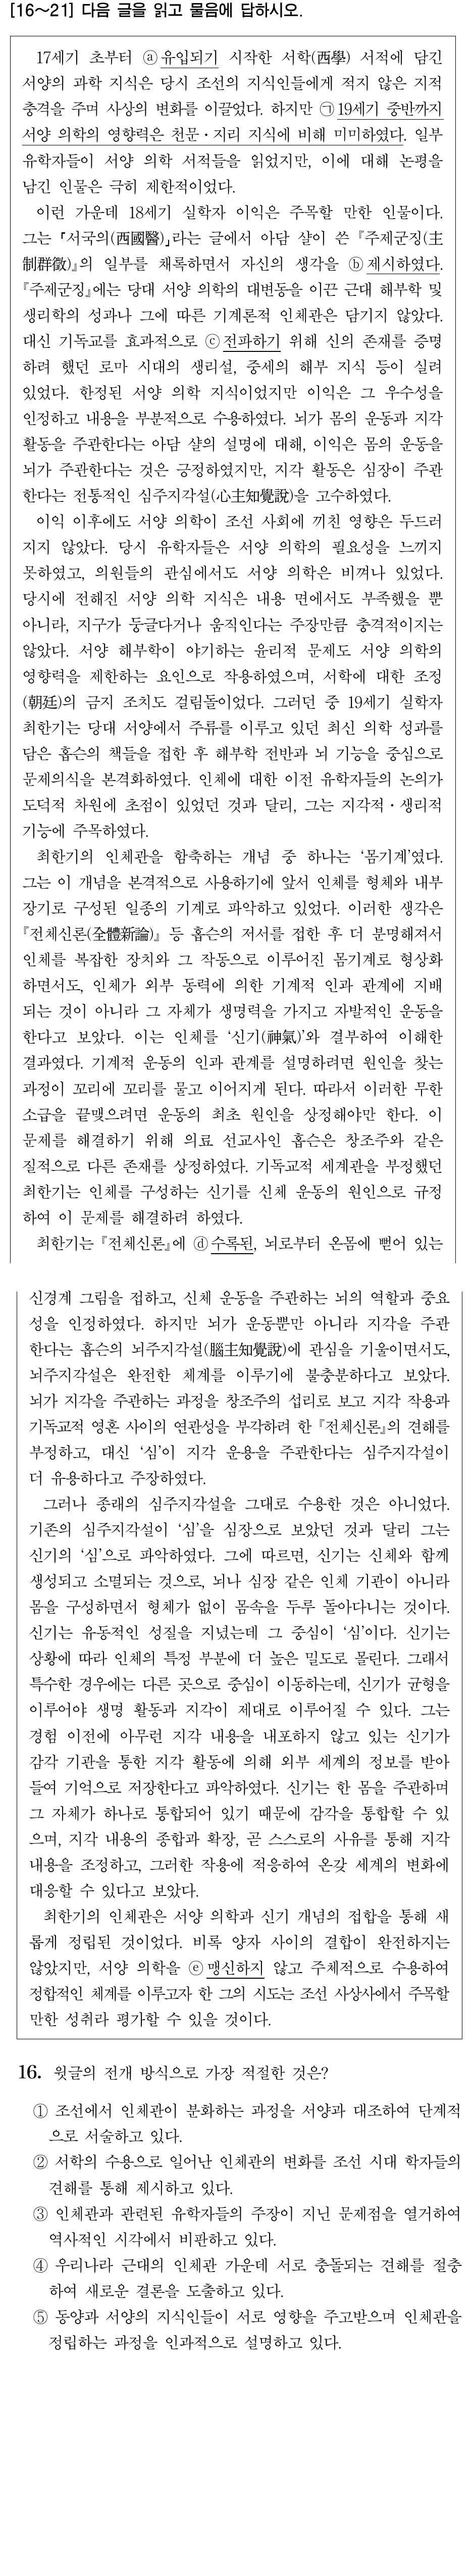 [16～21] 다음 글을 읽고 물음에 답하시오.
17세기 초부터 ⓐ유입되기 시작한 서학(西學) 서적에 담긴
서양의 과학 지식은 당시 조선의 지식인들에게 적지 않은 지적
충격을 주며 사상의 변화를 이끌었다. 하지만 ㉠19세기 중반까지
서양 의학의 영향력은 천문・지리 지식에 비해 미미하였다. 일부
유학자들이 서양 의학 서적들을 읽었지만, 이에 대해 논평을
남긴 인물은 극히 제한적이었다.
이런 가운데 18세기 실학자 이익은 주목할 만한 인물이다.
그는 「서국의(西國醫)」라는 글에서 아담 샬이 쓴 『주제군징(主
制群徵)』의 일부를 채록하면서 자신의 생각을 ⓑ제시하였다.
『주제군징』에는 당대 서양 의학의 대변동을 이끈 근대 해부학 및
생리학의 성과나 그에 따른 기계론적 인체관은 담기지 않았다.
대신 기독교를 효과적으로 ⓒ전파하기 위해 신의 존재를 증명
하려 했던 로마 시대의 생리설, 중세의 해부 지식 등이 실려
있었다. 한정된 서양 의학 지식이었지만 이익은 그 우수성을
인정하고 내용을 부분적으로 수용하였다. 뇌가 몸의 운동과 지각
활동을 주관한다는 아담 샬의 설명에 대해, 이익은 몸의 운동을
뇌가 주관한다는 것은 긍정하였지만, 지각 활동은 심장이 주관
한다는 전통적인 심주지각설(心主知覺說)을 고수하였다.
이익 이후에도 서양 의학이 조선 사회에 끼친 영향은 두드러
지지 않았다. 당시 유학자들은 서양 의학의 필요성을 느끼지
못하였고, 의원들의 관심에서도 서양 의학은 비껴나 있었다.
당시에 전해진 서양 의학 지식은 내용 면에서도 부족했을 뿐
아니라, 지구가 둥글다거나 움직인다는 주장만큼 충격적이지는
않았다. 서양 해부학이 야기하는 윤리적 문제도 서양 의학의
영향력을 제한하는 요인으로 작용하였으며, 서학에 대한 조정
(朝廷)의 금지 조치도 걸림돌이었다. 그러던 중 19세기 실학자
최한기는 당대 서양에서 주류를 이루고 있던 최신 의학 성과를
담은 홉슨의 책들을 접한 후 해부학 전반과 뇌 기능을 중심으로
문제의식을 본격화하였다. 인체에 대한 이전 유학자들의 논의가
도덕적 차원에 초점이 있었던 것과 달리, 그는 지각적・생리적
기능에 주목하였다.
최한기의 인체관을 함축하는 개념 중 하나는 ‘몸기계’였다.
그는 이 개념을 본격적으로 사용하기에 앞서 인체를 형체와 내부
장기로 구성된 일종의 기계로 파악하고 있었다. 이러한 생각은
『전체신론(全體新論)』 등 홉슨의 저서를 접한 후 더 분명해져서
인체를 복잡한 장치와 그 작동으로 이루어진 몸기계로 형상화
하면서도, 인체가 외부 동력에 의한 기계적 인과 관계에 지배
되는 것이 아니라 그 자체가 생명력을 가지고 자발적인 운동을
한다고 보았다. 이는 인체를 ‘신기(神氣)’와 결부하여 이해한
결과였다. 기계적 운동의 인과 관계를 설명하려면 원인을 찾는
과정이 꼬리에 꼬리를 물고 이어지게 된다. 따라서 이러한 무한
소급을 끝맺으려면 운동의 최초 원인을 상정해야만 한다. 이
문제를 해결하기 위해 의료 선교사인 홉슨은 창조주와 같은
질적으로 다른 존재를 상정하였다. 기독교적 세계관을 부정했던
최한기는 인체를 구성하는 신기를 신체 운동의 원인으로 규정
하여 이 문제를 해결하려 하였다.
최한기는 『전체신론』에 ⓓ수록된, 뇌로부터 온몸에 뻗어 있는
신경계 그림을 접하고, 신체 운동을 주관하는 뇌의 역할과 중요
성을 인정하였다. 하지만 뇌가 운동뿐만 아니라 지각을 주관
한다는 홉슨의 뇌주지각설(腦主知覺說)에 관심을 기울이면서도,
뇌주지각설은 완전한 체계를 이루기에 불충분하다고 보았다.
뇌가 지각을 주관하는 과정을 창조주의 섭리로 보고 지각 작용과
기독교적 영혼 사이의 연관성을 부각하려 한 『전체신론』의 견해를
부정하고, 대신 ‘심’이 지각 운용을 주관한다는 심주지각설이
더 유용하다고 주장하였다.
그러나 종래의 심주지각설을 그대로 수용한 것은 아니었다.
기존의 심주지각설이 ‘심’을 심장으로 보았던 것과 달리 그는
신기의 ‘심’으로 파악하였다. 그에 따르면, 신기는 신체와 함께
생성되고 소멸되는 것으로, 뇌나 심장 같은 인체 기관이 아니라
몸을 구성하면서 형체가 없이 몸속을 두루 돌아다니는 것이다.
신기는 유동적인 성질을 지녔는데 그 중심이 ‘심’이다. 신기는
상황에 따라 인체의 특정 부분에 더 높은 밀도로 몰린다. 그래서
특수한 경우에는 다른 곳으로 중심이 이동하는데, 신기가 균형을
이루어야 생명 활동과 지각이 제대로 이루어질 수 있다. 그는
경험 이전에 아무런 지각 내용을 내포하지 않고 있는 신기가
감각 기관을 통한 지각 활동에 의해 외부 세계의 정보를 받아
들여 기억으로 저장한다고 파악하였다. 신기는 한 몸을 주관하며
그 자체가 하나로 통합되어 있기 때문에 감각을 통합할 수 있
으며, 지각 내용의 종합과 확장, 곧 스스로의 사유를 통해 지각
내용을 조정하고, 그러한 작용에 적응하여 온갖 세계의 변화에
대응할 수 있다고 보았다.
최한기의 인체관은 서양 의학과 신기 개념의 접합을 통해 새
롭게 정립된 것이었다. 비록 양자 사이의 결합이 완전하지는
않았지만, 서양 의학을 ⓔ맹신하지 않고 주체적으로 수용하여
정합적인 체계를 이루고자 한 그의 시도는 조선 사상사에서 주목할
만한 성취라 평가할 수 있을 것이다.
16. 윗글의 전개 방식으로 가장 적절한 것은?
① 조선에서 인체관이 분화하는 과정을 서양과 대조하여 단계적
으로 서술하고 있다.
② 서학의 수용으로 일어난 인체관의 변화를 조선 시대 학자들의
견해를 통해 제시하고 있다.
③ 인체관과 관련된 유학자들의 주장이 지닌 문제점을 열거하여
역사적인 시각에서 비판하고 있다.
④ 우리나라 근대의 인체관 가운데 서로 충돌되는 견해를 절충
하여 새로운 결론을 도출하고 있다.
⑤ 동양과 서양의 지식인들이 서로 영향을 주고받으며 인체관을
정립하는 과정을 인과적으로 설명하고 있다.